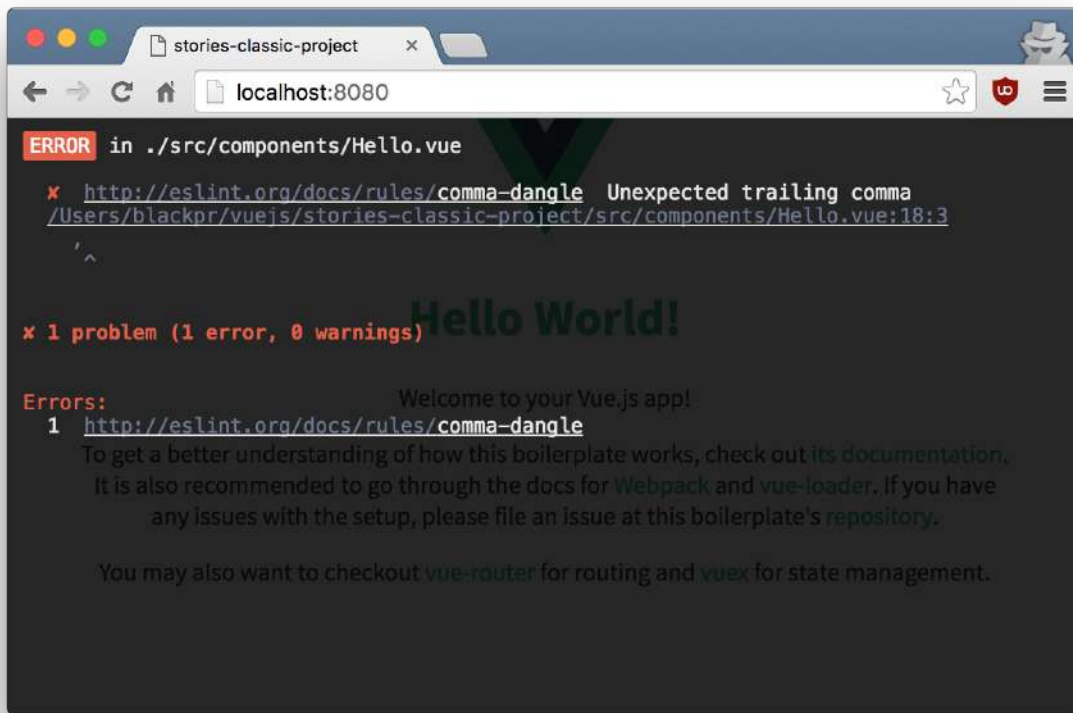 stories-classic-project
localhost:8080
ERROR in ./src/components/Hello.vue
✘ http://eslint.org/docs/rules/comma-dangle Unexpected trailing comma
/Users/blackpr/vuejs/stories-classic-project/src/components/Hello.vue:18:3
,
^
Hello World!
✘ 1 problem (1 error, 0 warnings)
Welcome to your Vue.js app!
Errors:
1 http://eslint.org/docs/rules/comma-dangle
To get a better understanding of how this boilerplate works, check out its documentation.
It is also recommended to go through the docs for Webpack and vue-loader. If you have
any issues with the setup, please file an issue at this boilerplate's repository.
You may also want to checkout vue-router for routing and vuex for state management.